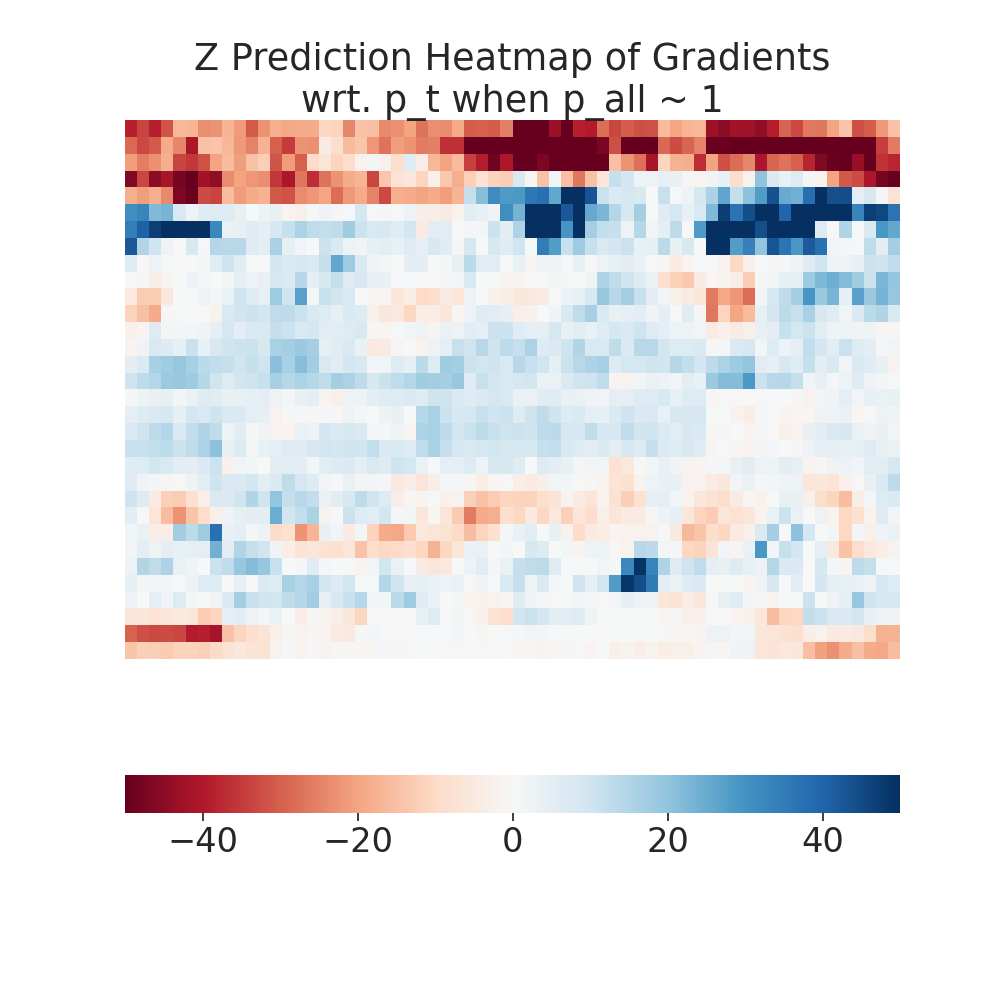 Z Prediction Heatmap of Gradients
wrt. p_t when p_all ~ 1
−40 −20 0 20 40